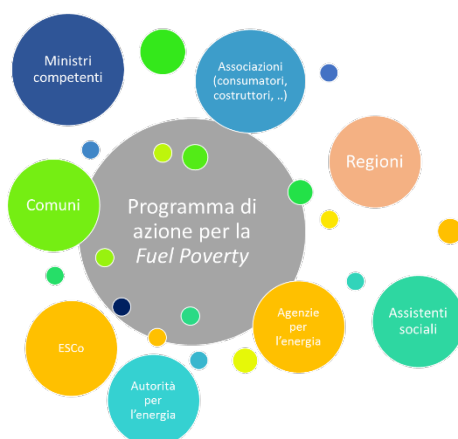 Ministri
competenti
Associazioni
(consumatori,
costruttori, ..)
Regioni
Comuni
Programma di
azione per la
Fuel Poverty
Agenzie
per
l'energia
Assistenti
sociali
ESCo
Autorità
per
l'energia